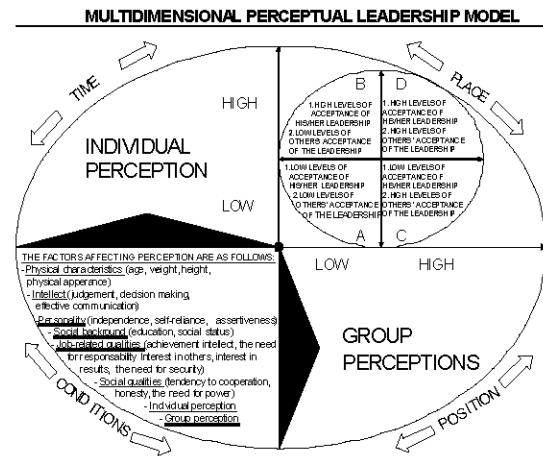 MULTIDIMENSIONAL PERCEPTUAL LEADERSHIP MODEL
TIME
PLACE
HIGH
B
D
1.HIGH LEVELS OF
ACCEPTANCE OF
HIS/HER LEADERSHIP
2.LOW LEVELS OF
OTHERS' ACCEPTANCE
OF THE LEADERSHIP
1. HIGH LEVELS OF
ACCEPTANCE OF
HIS/HER LEADERSHIP
2. HIGH LEVELS OF
OTHERS' ACCEPTANCE
OF THE LEADERSHIP
INDIVIDUAL
PERCEPTION
1.LOW LEVELS OF
ACCEPTANCE OF
HIS/HER LEADERSHIP
2.LOW LEVELS OF
OTHERS' ACCEPTANCE
OF THE LEADERSHIP
1.LOW LEVELS OF
ACCEPTANCE OF
HIS/HER LEADERSHIP
2. HIGH LEVELES OF
OTHERS' ACCEPTANCE
OF THE LEADERSHIP
LOW
A
C
THE FACTORS AFFECTING PERCEPTION ARE AS FOLLOWS:
-Physical characteristics (age, weight, height,
physical apperance)
-Intellect (judgement, decision making,
effective communication)
-Personality (independence, self-reliance, assertiveness)
- Social background (education, social status)
- Job-related qualities (achievement intellect, the need
for responsability Interest in others, interest in
results, the need for security)
- Social qualities (tendency to cooperation,
honesty, the need for power)
- Individual perception
- Group perception
LOW
HIGH
GROUP
PERCEPTIONS
CONDITIONS
POSITION